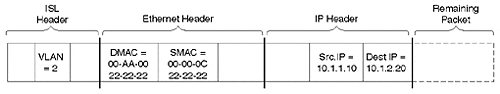 ISL
Header
Ethernet Header
IP Header
Remaining
Packet
VLAN
= 2
DMAC =
00-AA-00
22-22-22
SMAC =
00-00-0C
22-22-22
Src.IP =
10.1.1.10
Dest IP =
10.1.2.20